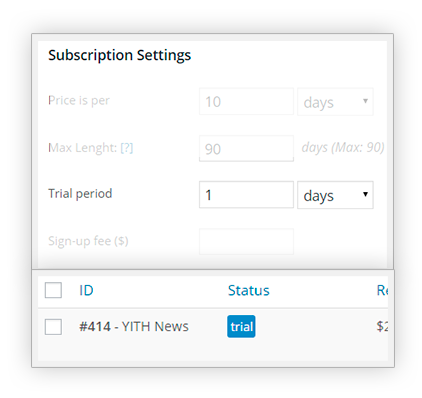 Subscription Settings
Price is per 10 days
Max Lenght: [?] 90 days (Max: 90)
Trial period 1 days
Sign-up fee ($)
ID Status
#414 - YITH News trial